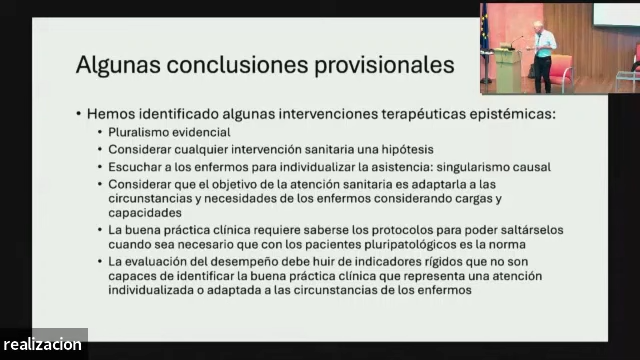 Algunas conclusiones provisionales
• Hemos identificado algunas intervenciones terapéuticas epistémicas:
• Pluralismo evidencial
• Considerar cualquier intervención sanitaria una hipótesis
• Escuchar a los enfermos para individualizar la asistencia: singularismo causal
• Considerar que el objetivo de la atención sanitaria es adaptarla a las
circunstancias y necesidades de los enfermos considerando cargas y
capacidades
• La buena práctica clínica requiere saberse los protocolos para poder saltárselos
cuando sea necesario que con los pacientes pluripatológicos es la norma
• La evaluación del desempeño debe huir de indicadores rígidos que no son
capaces de identificar la buena práctica clínica que representa una atención
individualizada o adaptada a las circunstancias de los enfermos
realizacion